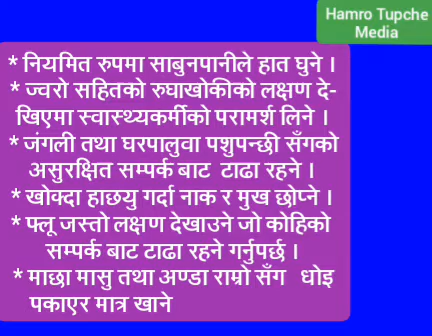 Hamro Tupche
Media
* नियमित रुपमा साबुनपानीले हात घुने ।
* ज्वरो सहितको रुघाखोकीको लक्षण दे-
खिएमा स्वास्थ्यकर्मीको परामर्श लिने ।
* जंगली तथा घरपालुवा पशुपन्छी सँगको
असुरक्षित सम्पर्क बाट टाढा रहने ।
* खोक्दा हाछयु गर्दा नाक र मुख छोप्ने ।
* फ्लू जस्तो लक्षण देखाउने जो कोहिको
सम्पर्क बाट टाढा रहने गर्नुपर्छ ।
* माछा मासु तथा अण्डा राम्रो सँग धोइ
पकाएर मात्र खाने